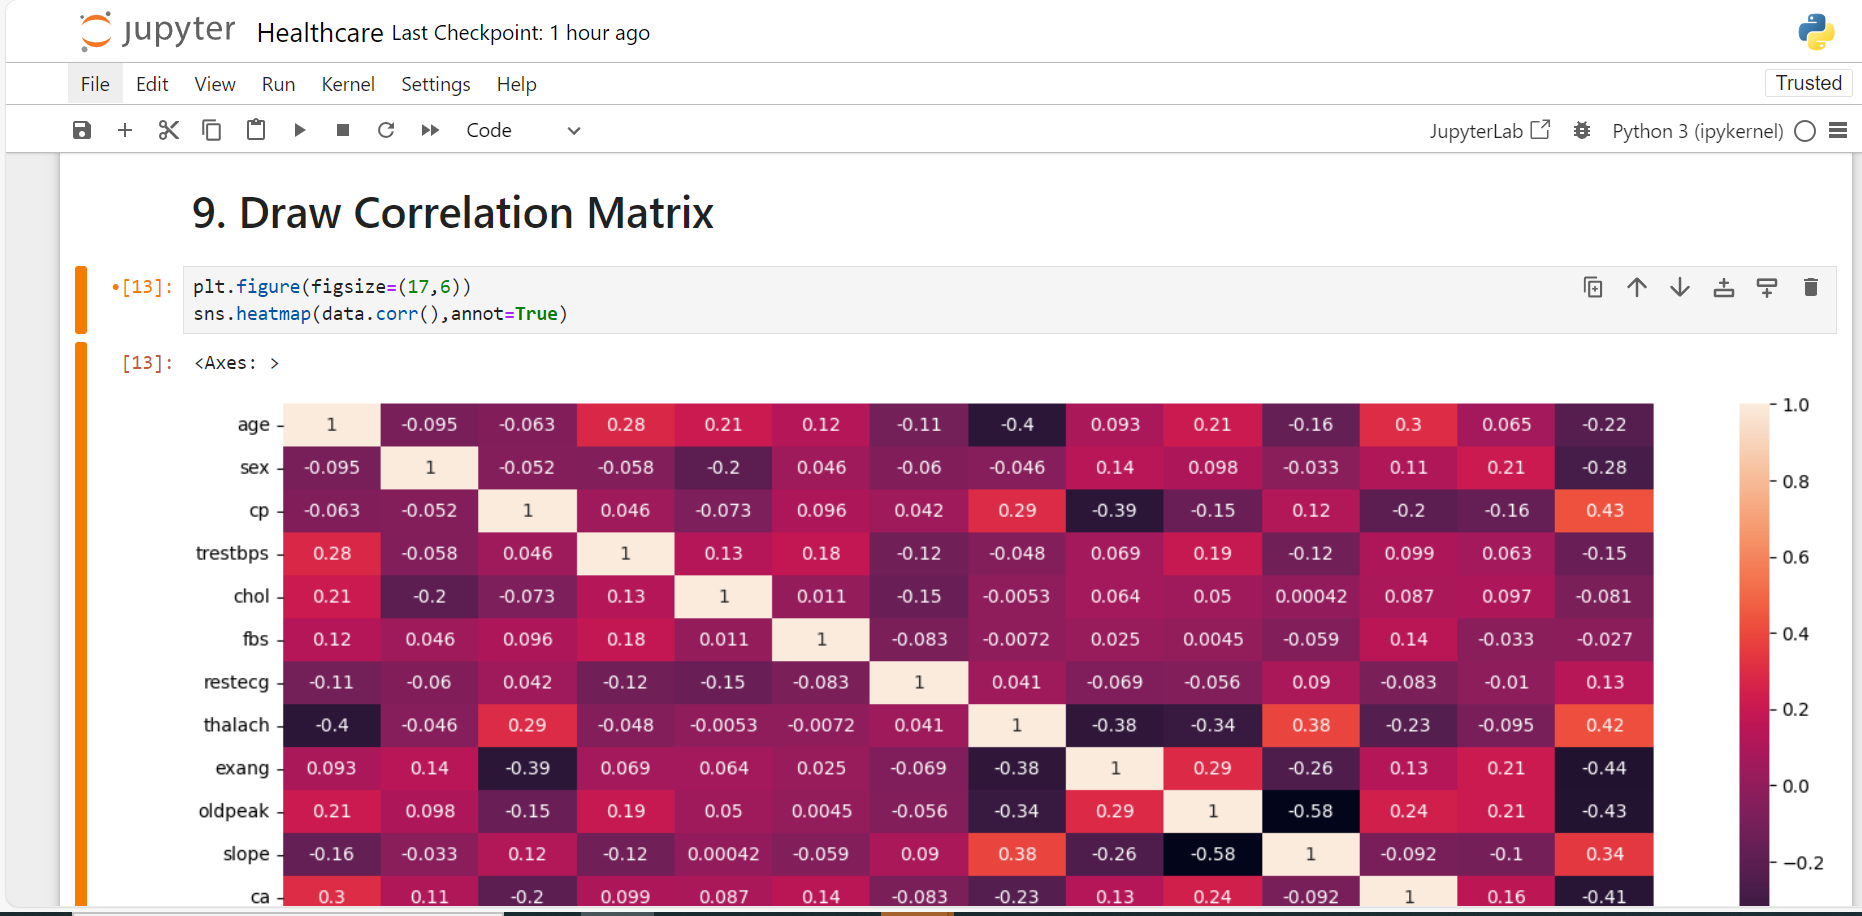 jupyter Healthcare Last Checkpoint: 1 hour ago
File Edit View Run Kernel Settings Help Trusted
Code JupyterLab Python 3 (ipykernel)
9. Draw Correlation Matrix
•[13]: plt.figure(figsize=(17,6))
sns.heatmap(data.corr(),annot=True)
[13]: <Axes: >
age 1 -0.095 -0.063 0.28 0.21 0.12 -0.11 -0.4 0.093 0.21 -0.16 0.3 0.065 -0.22 1.0
sex -0.095 1 -0.052 -0.058 -0.2 0.046 -0.06 -0.046 0.14 0.098 -0.033 0.11 0.21 -0.28
0.8
cp -0.063 -0.052 1 0.046 -0.073 0.096 0.042 0.29 -0.39 -0.15 0.12 -0.2 -0.16 0.43
trestbps 0.28 -0.058 0.046 1 0.13 0.18 -0.12 -0.048 0.069 0.19 -0.12 0.099 0.063 -0.15 0.6
chol 0.21 -0.2 -0.073 0.13 1 0.011 -0.15 -0.0053 0.064 0.05 0.00042 0.087 0.097 -0.081
fbs 0.12 0.046 0.096 0.18 0.011 1 -0.083 -0.0072 0.025 0.0045 -0.059 0.14 -0.033 -0.027 0.4
restecg -0.11 -0.06 0.042 -0.12 -0.15 -0.083 1 0.041 -0.069 -0.056 0.09 -0.083 -0.01 0.13
0.2
thalach -0.4 -0.046 0.29 -0.048 -0.0053 -0.0072 0.041 1 -0.38 -0.34 0.38 -0.23 -0.095 0.42
exang 0.093 0.14 -0.39 0.069 0.064 0.025 -0.069 -0.38 1 0.29 -0.26 0.13 0.21 -0.44
0.0
oldpeak 0.21 0.098 -0.15 0.19 0.05 0.0045 -0.056 -0.34 0.29 1 -0.58 0.24 0.21 -0.43
slope -0.16 -0.033 0.12 -0.12 0.00042 -0.059 0.09 0.38 -0.26 -0.58 1 -0.092 -0.1 0.34 −0.2
ca 0.3 0.11 -0.2 0.099 0.087 0.14 -0.083 -0.23 0.13 0.24 -0.092 1 0.16 -0.41